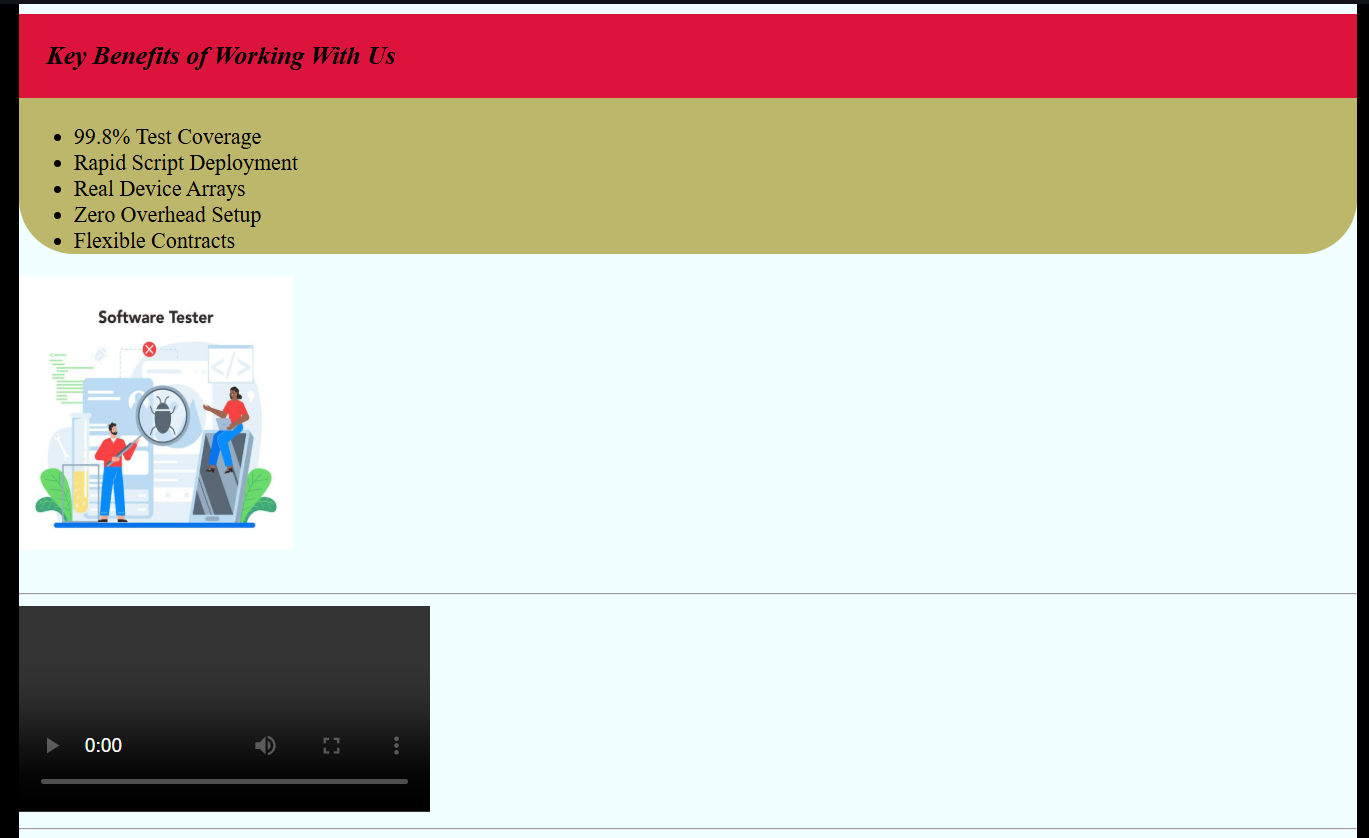 Key Benefits of Working With Us
99.8% Test Coverage
Rapid Script Deployment
Real Device Arrays
Zero Overhead Setup
Flexible Contracts
Software Tester
</>
0:00